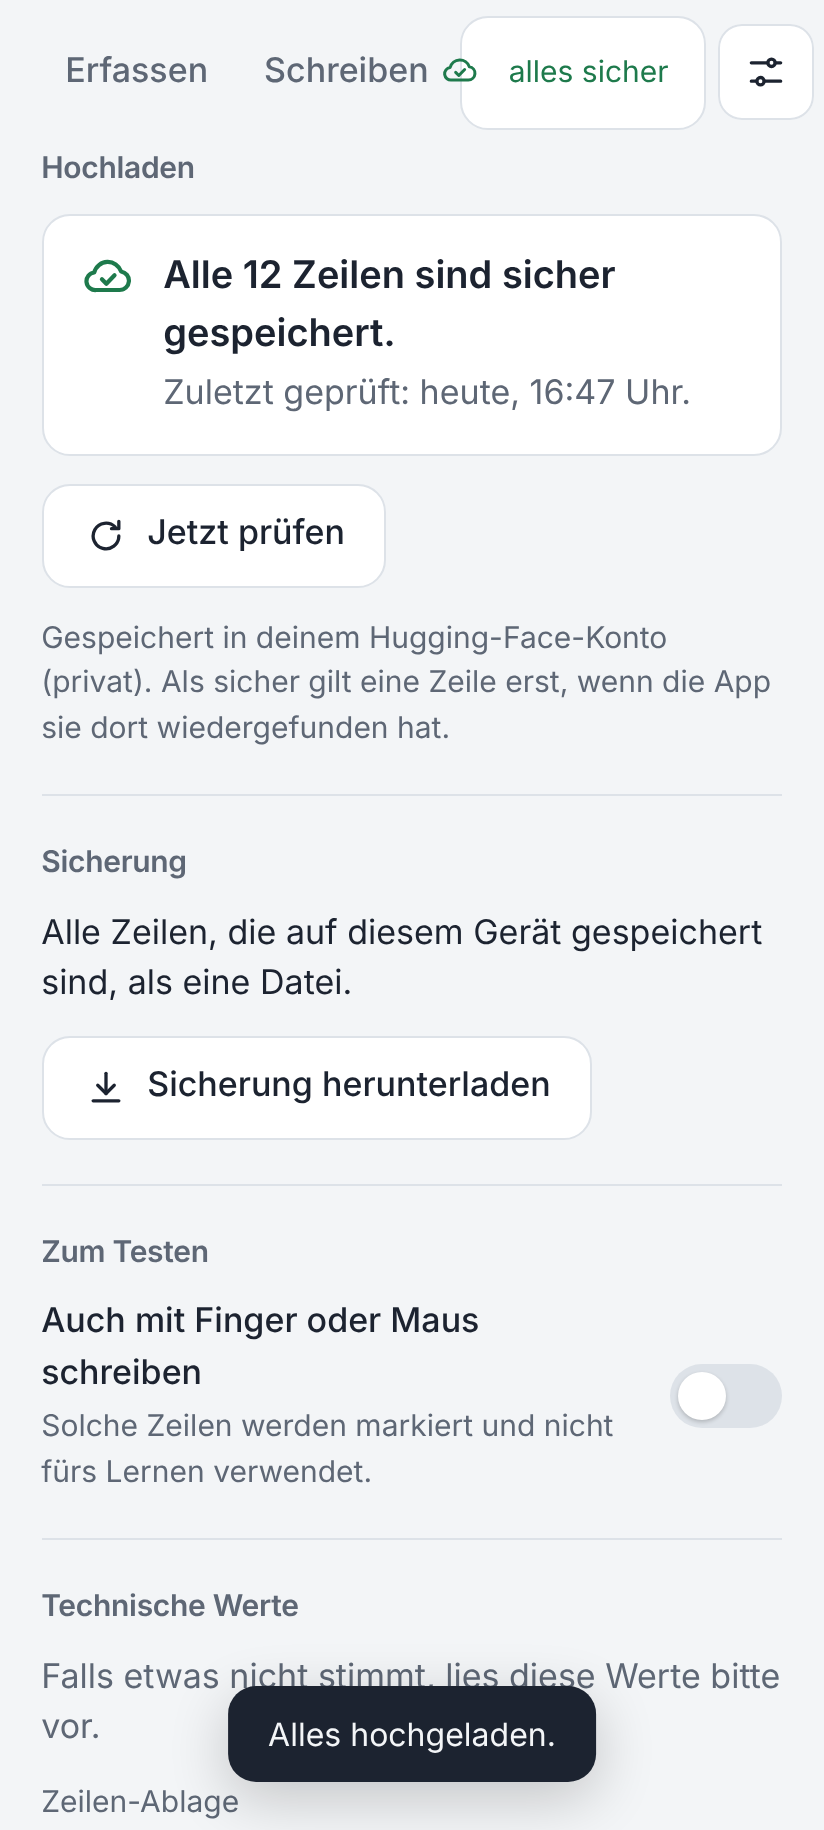 Erfassen Schreiben alles sicher
Hochladen
Alle 12 Zeilen sind sicher
gespeichert.
Zuletzt geprüft: heute, 16:47 Uhr.
Jetzt prüfen
Gespeichert in deinem Hugging-Face-Konto
(privat). Als sicher gilt eine Zeile erst, wenn die App
sie dort wiedergefunden hat.
Sicherung
Alle Zeilen, die auf diesem Gerät gespeichert
sind, als eine Datei.
Sicherung herunterladen
Zum Testen
Auch mit Finger oder Maus
schreiben
Solche Zeilen werden markiert und nicht
fürs Lernen verwendet.
Technische Werte
Falls etwas nicht stimmt, lies diese Werte bitte
vor.
Alles hochgeladen.
Zeilen-Ablage